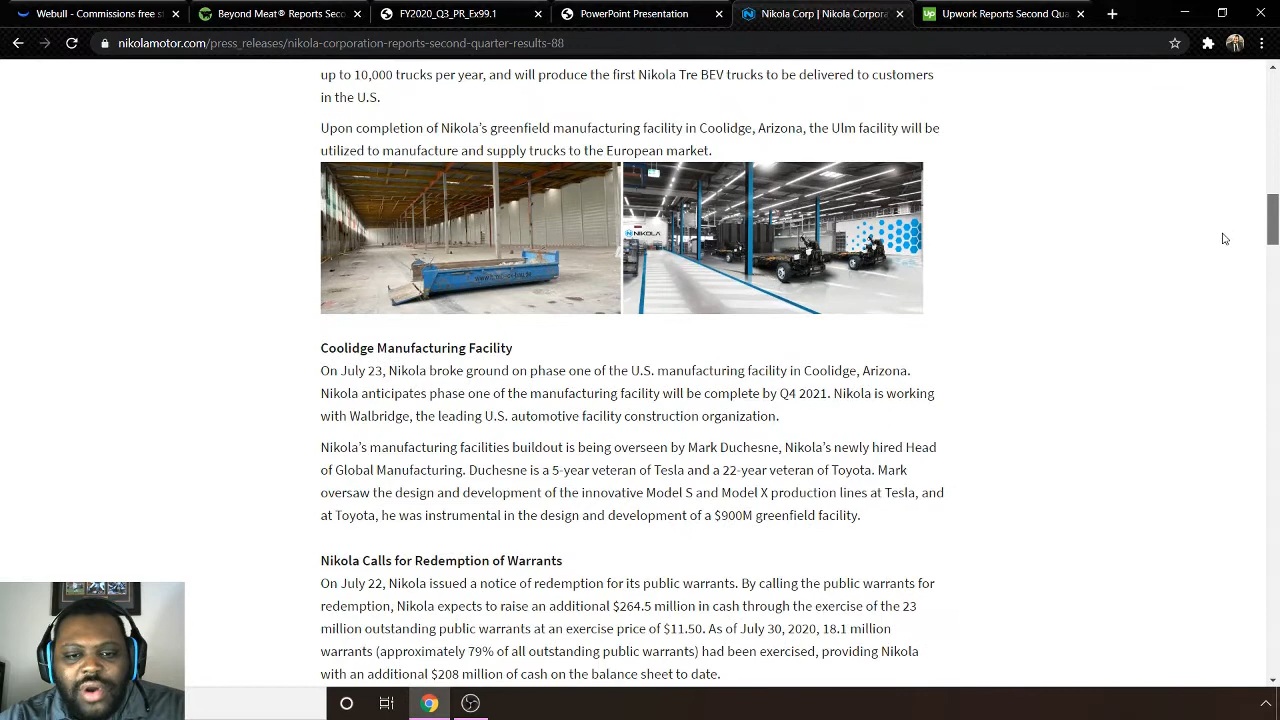 Webull - Commissions free st
Beyond Meat® Reports Seco
FY2020_Q3_PR_Ex99.1
PowerPoint Presentation
Nikola Corp | Nikola Corpora
Upwork Reports Second Qua
nikolamotor.com/press_releases/nikola-corporation-reports-second-quarter-results-88
up to 10,000 trucks per year, and will produce the first Nikola Tre BEV trucks to be delivered to customers
in the U.S.
Upon completion of Nikola's greenfield manufacturing facility in Coolidge, Arizona, the Ulm facility will be
utilized to manufacture and supply trucks to the European market.
NIKOLA
Coolidge Manufacturing Facility
On July 23, Nikola broke ground on phase one of the U.S. manufacturing facility in Coolidge, Arizona.
Nikola anticipates phase one of the manufacturing facility will be complete by Q4 2021. Nikola is working
with Walbridge, the leading U.S. automotive facility construction organization.
Nikola's manufacturing facilities buildout is being overseen by Mark Duchesne, Nikola's newly hired Head
of Global Manufacturing. Duchesne is a 5-year veteran of Tesla and a 22-year veteran of Toyota. Mark
oversaw the design and development of the innovative Model S and Model X production lines at Tesla, and
at Toyota, he was instrumental in the design and development of a $900M greenfield facility.
Nikola Calls for Redemption of Warrants
On July 22, Nikola issued a notice of redemption for its public warrants. By calling the public warrants for
redemption, Nikola expects to raise an additional $264.5 million in cash through the exercise of the 23
million outstanding public warrants at an exercise price of $11.50. As of July 30, 2020, 18.1 million
warrants (approximately 79% of all outstanding public warrants) had been exercised, providing Nikola
with an additional $208 million of cash on the balance sheet to date.